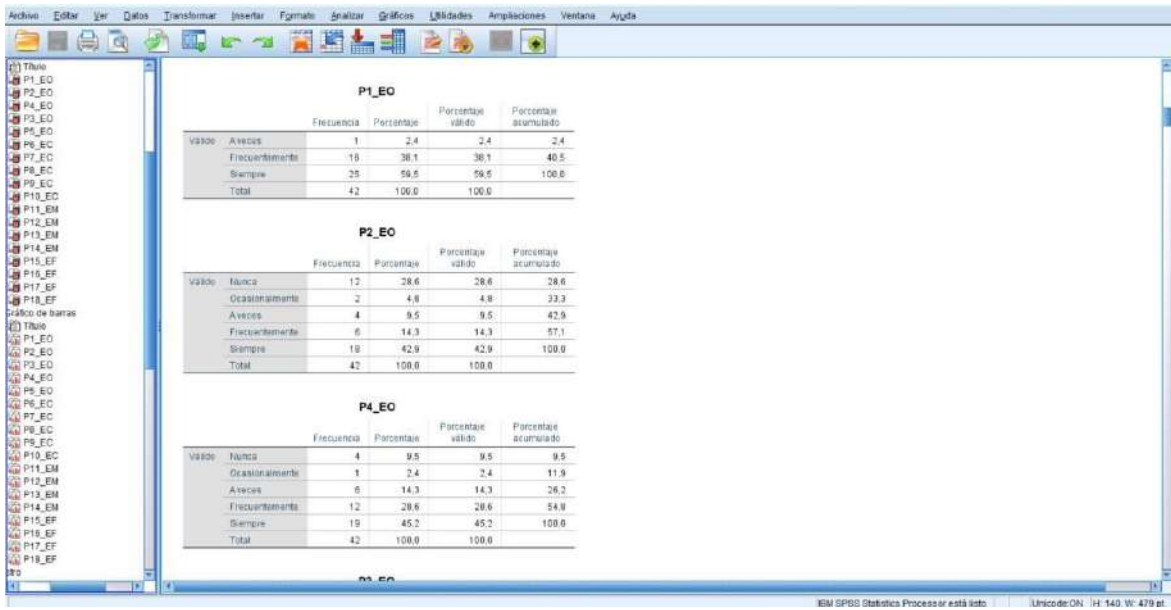 Archivo Editar Ver Datos Transformar Insertar Formato Analizar Gráficos Utilidades Ampliaciones Ventana Ayuda
Título
P1_EO
P2_EO
P4_EO
P3_EO
P5_EO
P6_EC
P7_EC
P8_EC
P9_EC
P10_EC
P11_EM
P12_EM
P13_EM
P14_EM
P15_EF
P16_EF
P17_EF
P18_EF
Gráfico de barras
Título
P1_EO
P2_EO
P3_EO
P4_EO
P5_EO
P6_EC
P7_EC
P8_EC
P9_EC
P10_EC
P11_EM
P12_EM
P13_EM
P14_EM
P15_EF
P16_EF
P17_EF
P18_EF
P1_EO
Frecuencia Porcentaje Porcentaje válido Porcentaje acumulado
Válido Aveces 1 2,4 2,4 2,4
Frecuentemente 16 38,1 38,1 40,5
Siempre 25 59,5 59,5 100,0
Total 42 100,0 100,0
P2_EO
Frecuencia Porcentaje Porcentaje válido Porcentaje acumulado
Válido Nunca 12 28,6 28,6 28,6
Ocasionalmente 2 4,8 4,8 33,3
Aveces 4 9,5 9,5 42,9
Frecuentemente 6 14,3 14,3 57,1
Siempre 18 42,9 42,9 100,0
Total 42 100,0 100,0
P4_EO
Frecuencia Porcentaje Porcentaje válido Porcentaje acumulado
Válido Nunca 4 9,5 9,5 9,5
Ocasionalmente 1 2,4 2,4 11,9
Aveces 6 14,3 14,3 26,2
Frecuentemente 12 28,6 28,6 54,8
Siempre 19 45,2 45,2 100,0
Total 42 100,0 100,0
P3_EO
IBM SPSS Statistics Processor está listo Unicode:ON H: 140, W: 479 pt